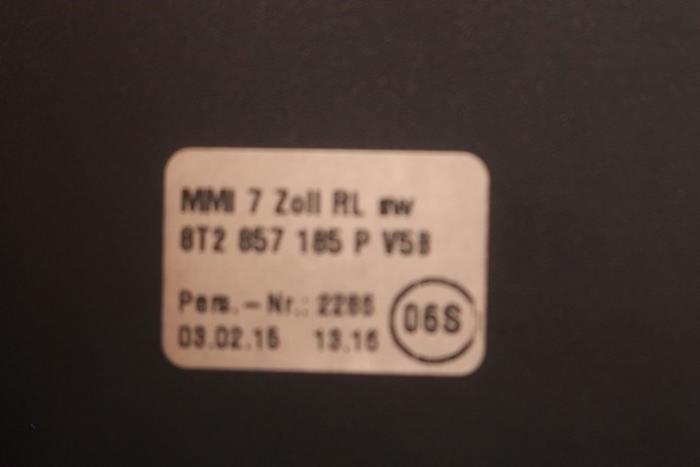 MMI 7 Zoll RL sw
8T2 857 185 P V58
Pers.-Nr.: 2286
03.02.15 13.16
06S